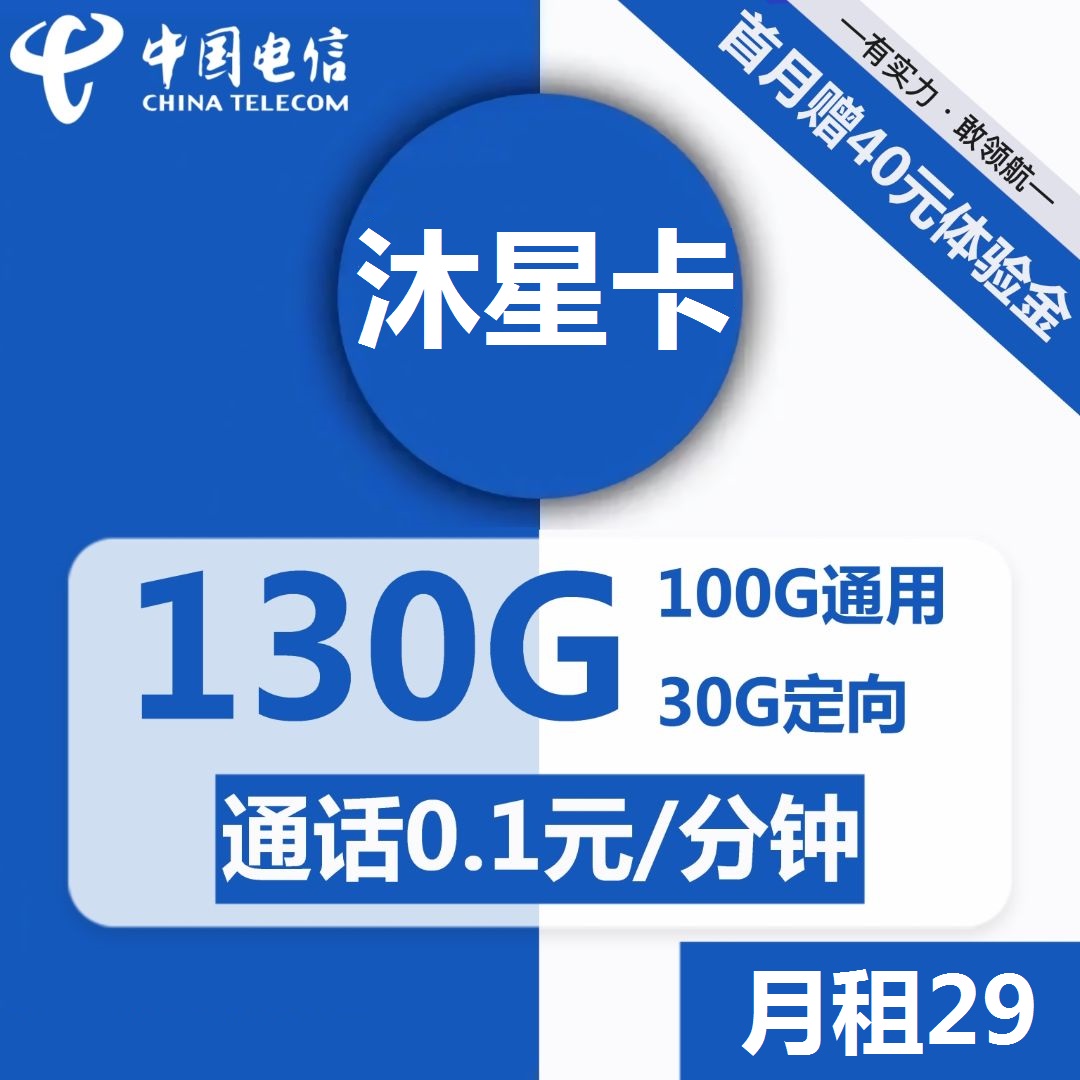 中国电信
CHINA TELECOM
一有实力·敢领航一
首月赠40元体验金
沐星卡
130G
100G通用
30G定向
通话0.1元/分钟
月租29